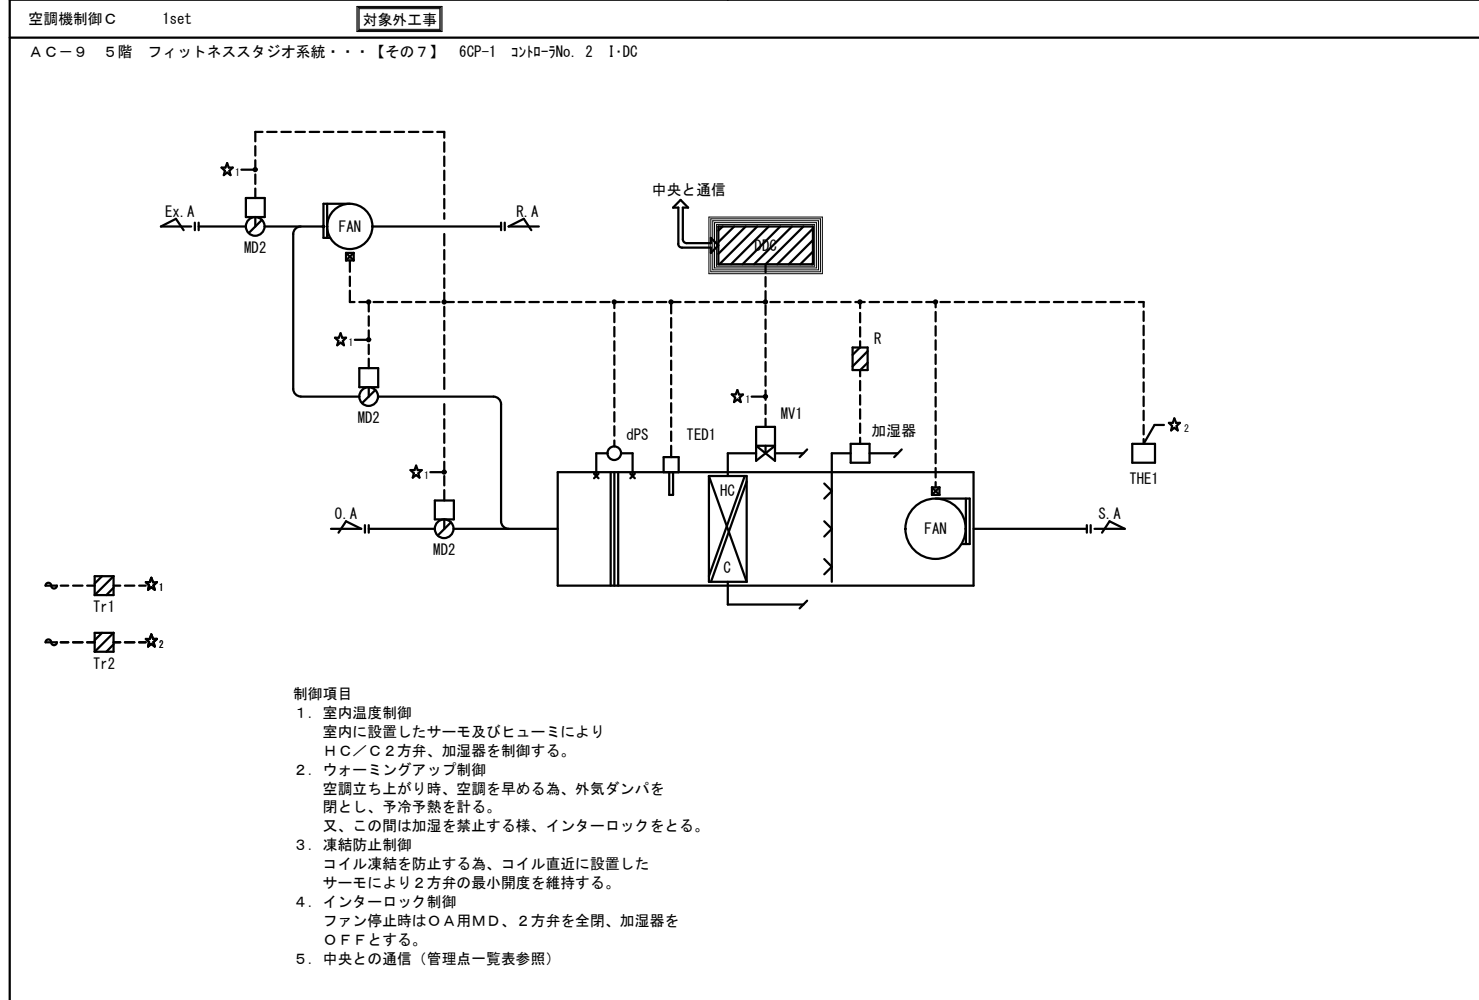 空調機制御Ｃ　1set　対象外工事
ＡＣ－９　５階　フィットネススタジオ系統・・・【その７】　6CP-1　ｺﾝﾄﾛｰﾗNo. 2　I･DC
☆1
中央と通信
Ex.A
R.A
FAN
MD2
DDC
☆1
R
MD2
☆1
MV1
dPS
TED1
加湿器
☆2
☆1
THE1
HC
O.A
S.A
FAN
MD2
C
☆1
Tr1
☆2
Tr2
制御項目
１．室内温度制御
室内に設置したサーモ及びヒューミにより
ＨＣ／Ｃ２方弁、加湿器を制御する。
２．ウォーミングアップ制御
空調立ち上がり時、空調を早める為、外気ダンパを
閉とし、予冷予熱を計る。
又、この間は加湿を禁止する様、インターロックをとる。
３．凍結防止制御
コイル凍結を防止する為、コイル直近に設置した
サーモにより２方弁の最小開度を維持する。
４．インターロック制御
ファン停止時はＯＡ用ＭＤ、２方弁を全閉、加湿器を
ＯＦＦとする。
５．中央との通信（管理点一覧表参照）